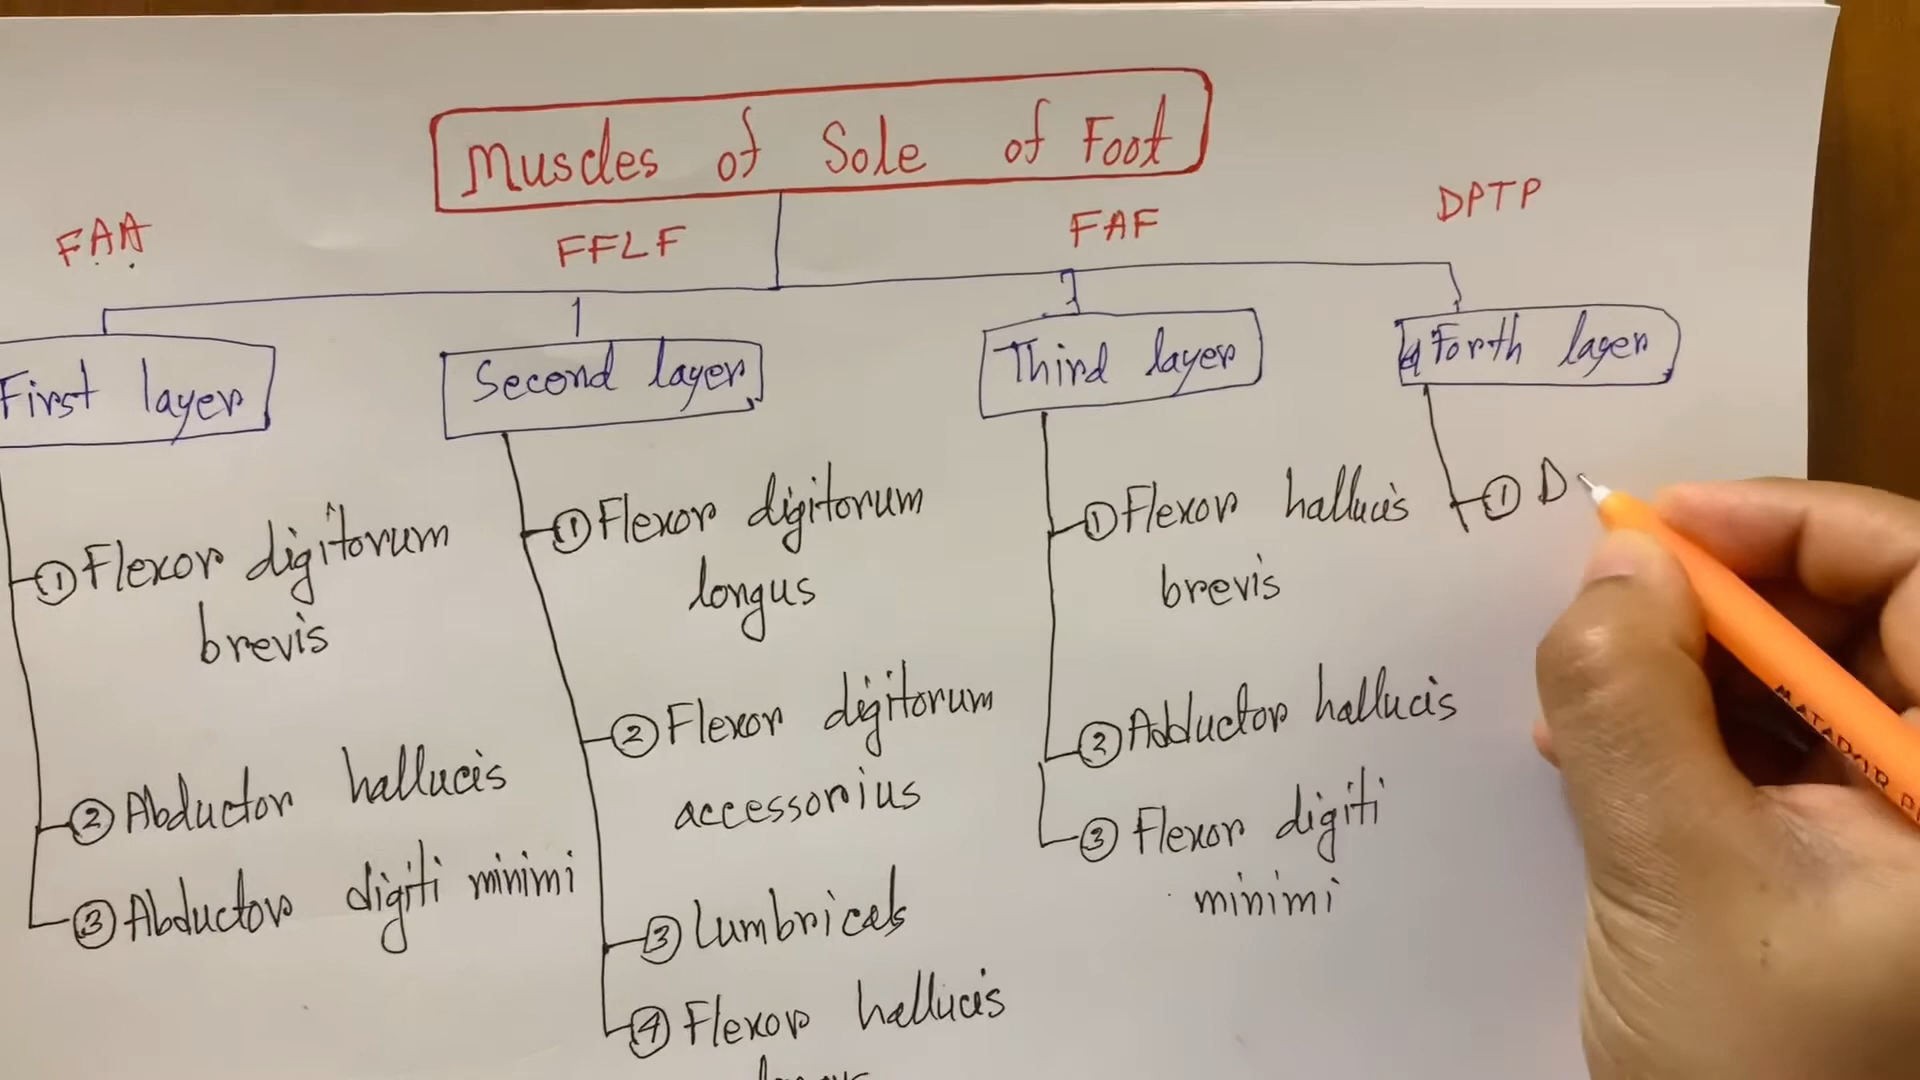 Muscles of Sole of Foot
FAA
FFLF
FAF
DPTP
First layer
Second layer
Third layer
Forth layer
① Flexor digitorum
brevis
② Abductor hallucis
③ Abductor digiti minimi
① Flexor digitorum
longus
② Flexor digitorum
accessorius
③ Lumbricals
④ Flexor hallucis
① Flexor hallucis
brevis
② Adductor hallucis
③ Flexor digiti
minimi
① D
MATADOR